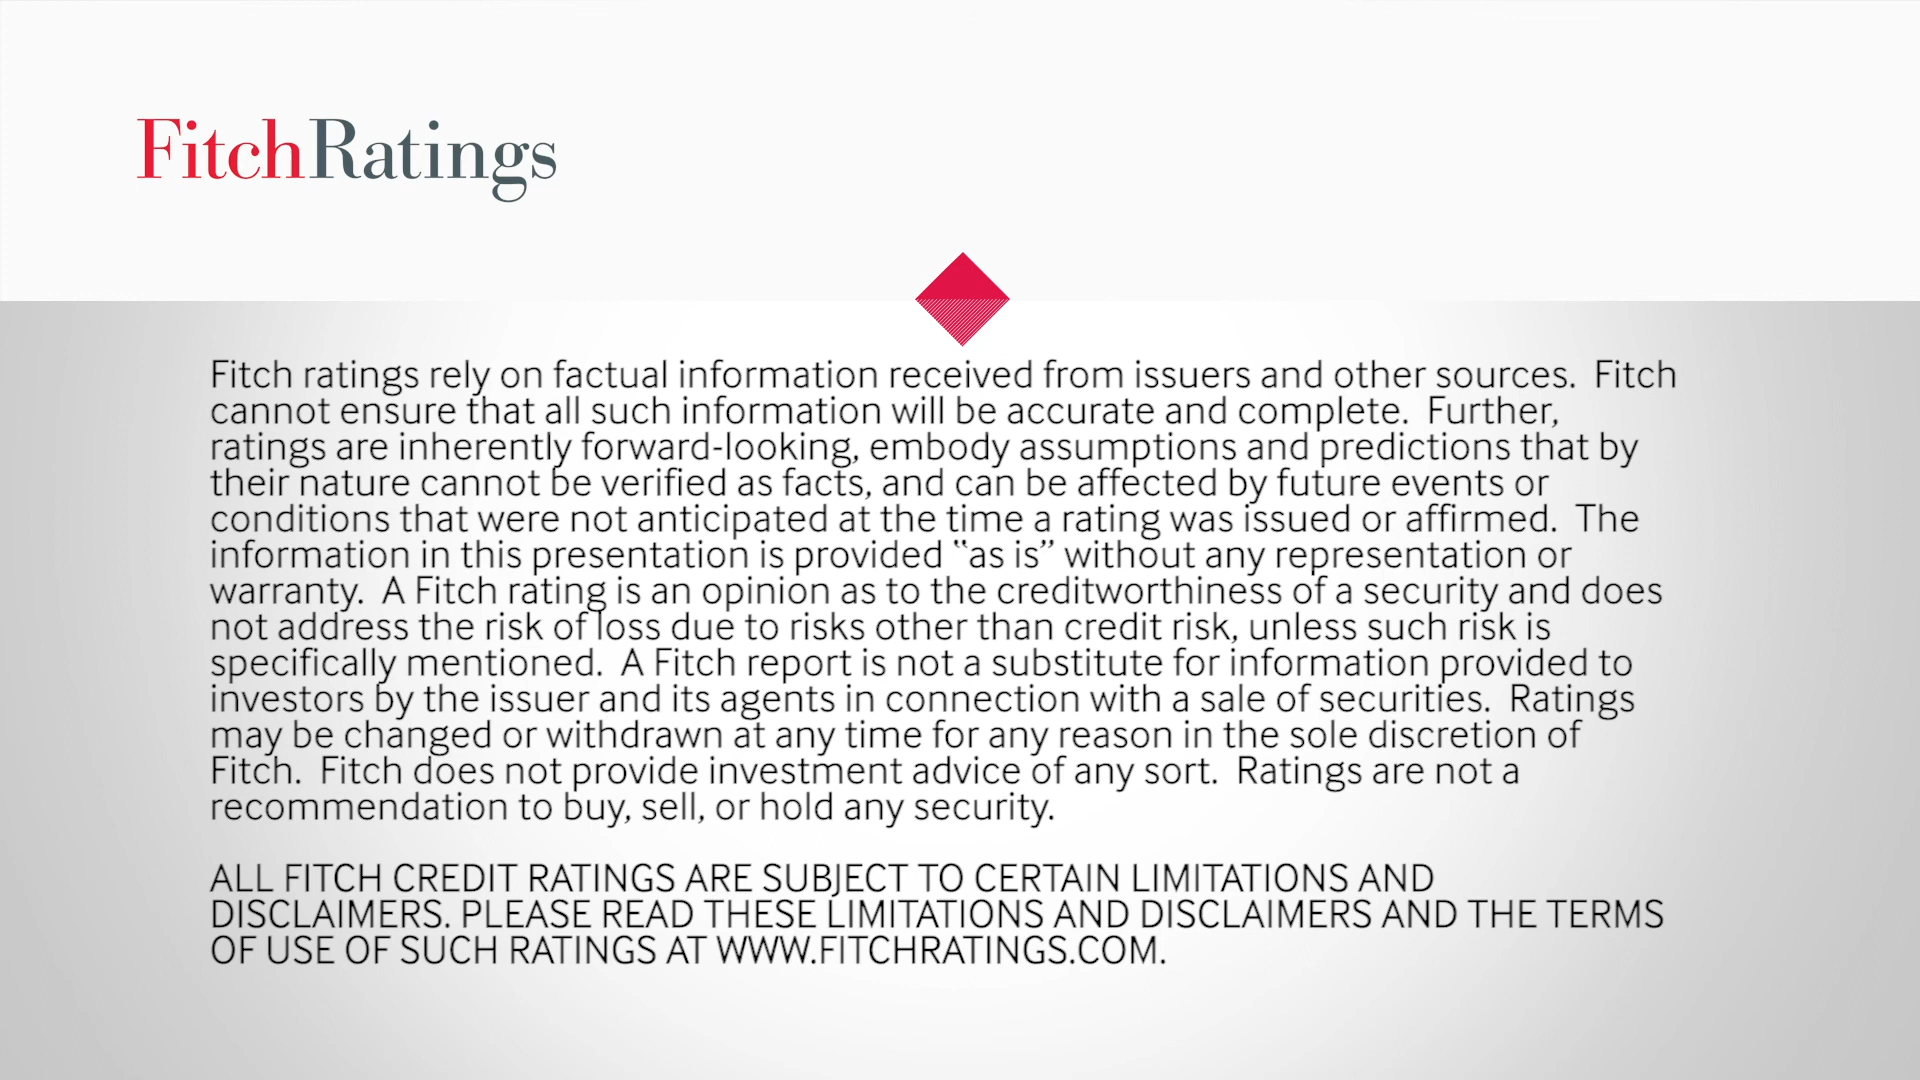 FitchRatings
Fitch ratings rely on factual information received from issuers and other sources.  Fitch
cannot ensure that all such information will be accurate and complete.  Further,
ratings are inherently forward-looking, embody assumptions and predictions that by
their nature cannot be verified as facts, and can be affected by future events or
conditions that were not anticipated at the time a rating was issued or affirmed.  The
information in this presentation is provided “as is” without any representation or
warranty.  A Fitch rating is an opinion as to the creditworthiness of a security and does
not address the risk of loss due to risks other than credit risk, unless such risk is
specifically mentioned.  A Fitch report is not a substitute for information provided to
investors by the issuer and its agents in connection with a sale of securities.  Ratings
may be changed or withdrawn at any time for any reason in the sole discretion of
Fitch.  Fitch does not provide investment advice of any sort.  Ratings are not a
recommendation to buy, sell, or hold any security.
ALL FITCH CREDIT RATINGS ARE SUBJECT TO CERTAIN LIMITATIONS AND
DISCLAIMERS. PLEASE READ THESE LIMITATIONS AND DISCLAIMERS AND THE TERMS
OF USE OF SUCH RATINGS AT WWW.FITCHRATINGS.COM.